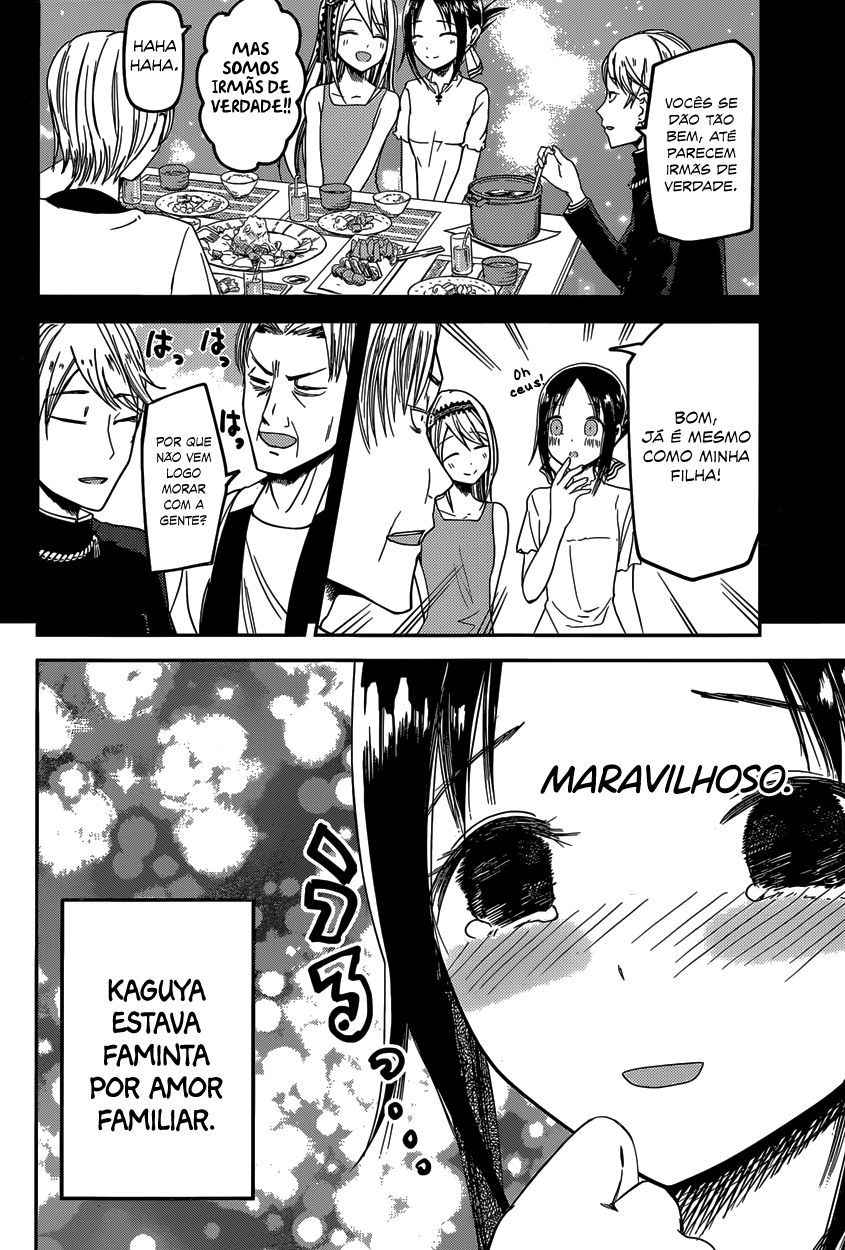 VOCÊS SE
DÃO TÃO
BEM, ATÉ
PARECEM
IRMÃS DE
VERDADE.
MAS
SOMOS
IRMÃS DE
VERDADE!!
HAHA
HAHA.
BOM,
JÁ É MESMO
COMO MINHA
FILHA!
Oh
ceus!
POR QUE
NÃO VEM
LOGO
MORAR
COM A
GENTE?
はっ
はっ
はっ
MARAVILHOSO.
うる...
KAGUYA
ESTAVA
FAMINTA
POR AMOR
FAMILIAR.